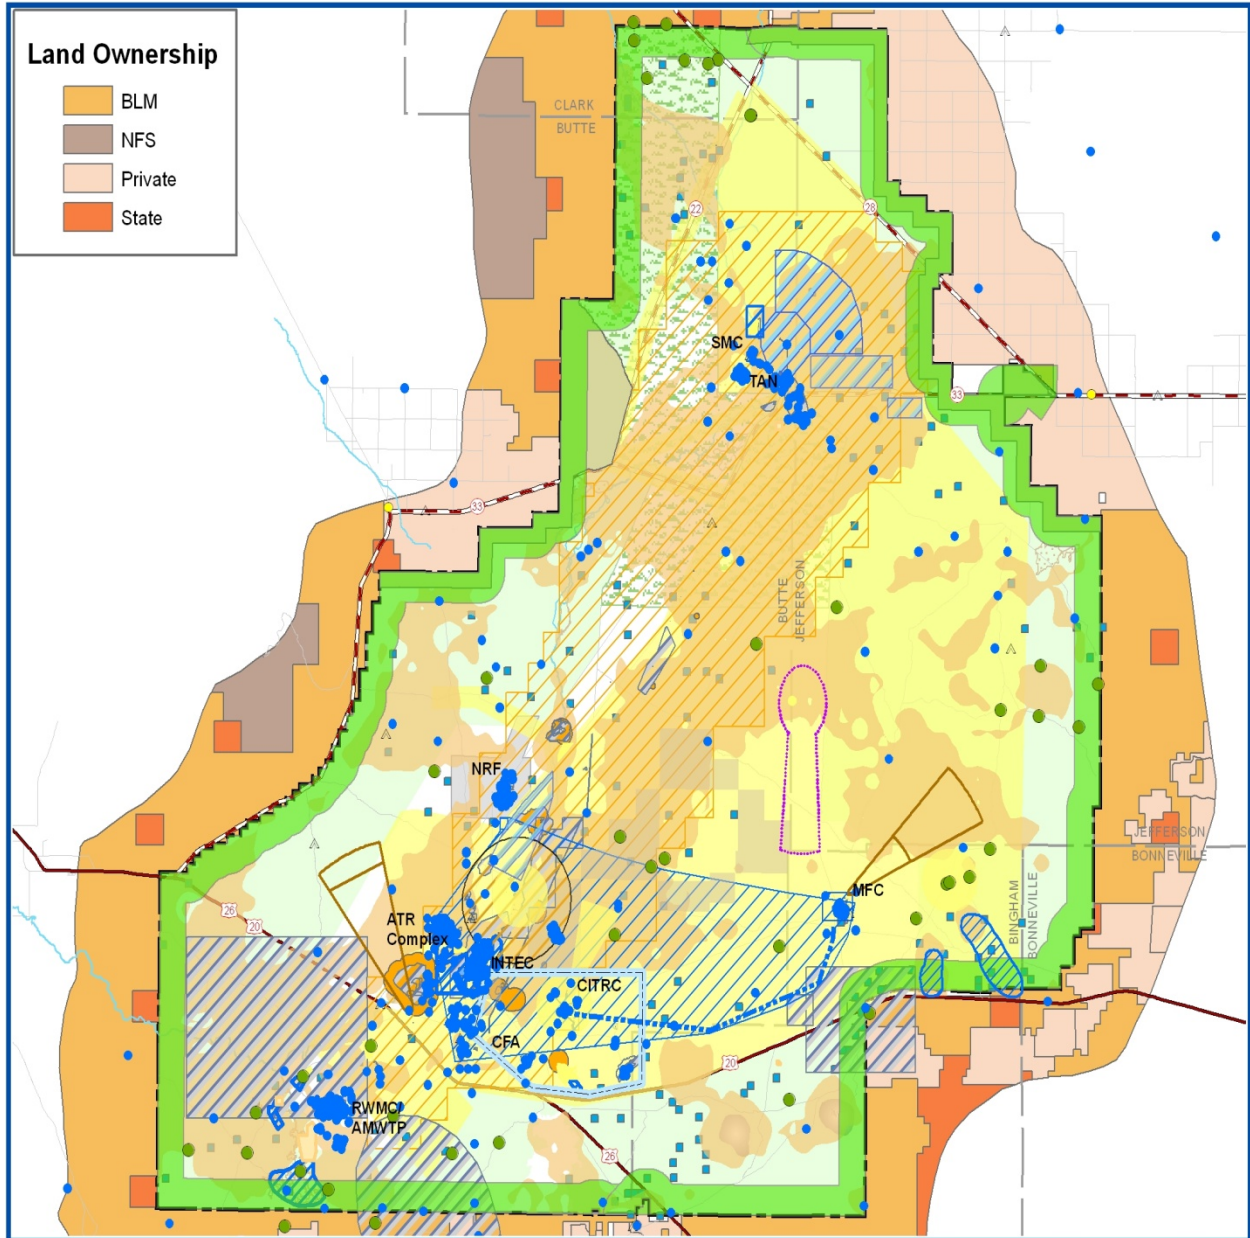 Land Ownership
BLM
NFS
Private
State
CLARK
BUTTE
22
28
SMC
TAN
33
33
BUTTE
JEFFERSON
NRF
JEFFERSON
BONNEVILLE
MFC
26
20
ATR
Complex
BINGHAM
BONNEVILLE
INTEC
CITRC
CFA
20
RWMC/
AMWTP
26